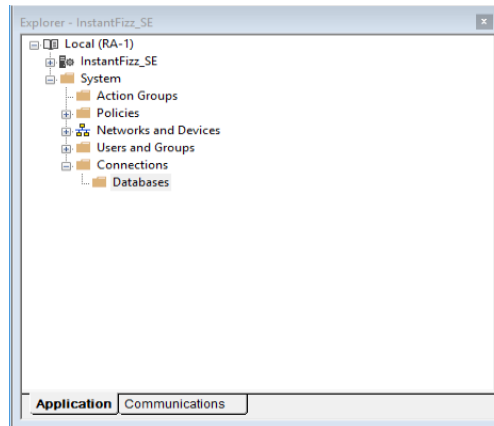 Explorer - InstantFizz_SE
Local (RA-1)
InstantFizz_SE
System
Action Groups
Policies
Networks and Devices
Users and Groups
Connections
Databases
Application
Communications